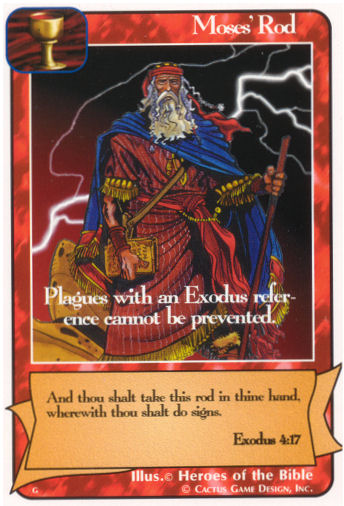 Moses' Rod
Plagues with an Exodus refer-
ence cannot be prevented.
And thou shalt take this rod in thine hand,
wherewith thou shalt do signs.
Exodus 4:17
Illus.© Heroes of the Bible
G
© Cactus Game Design, Inc.